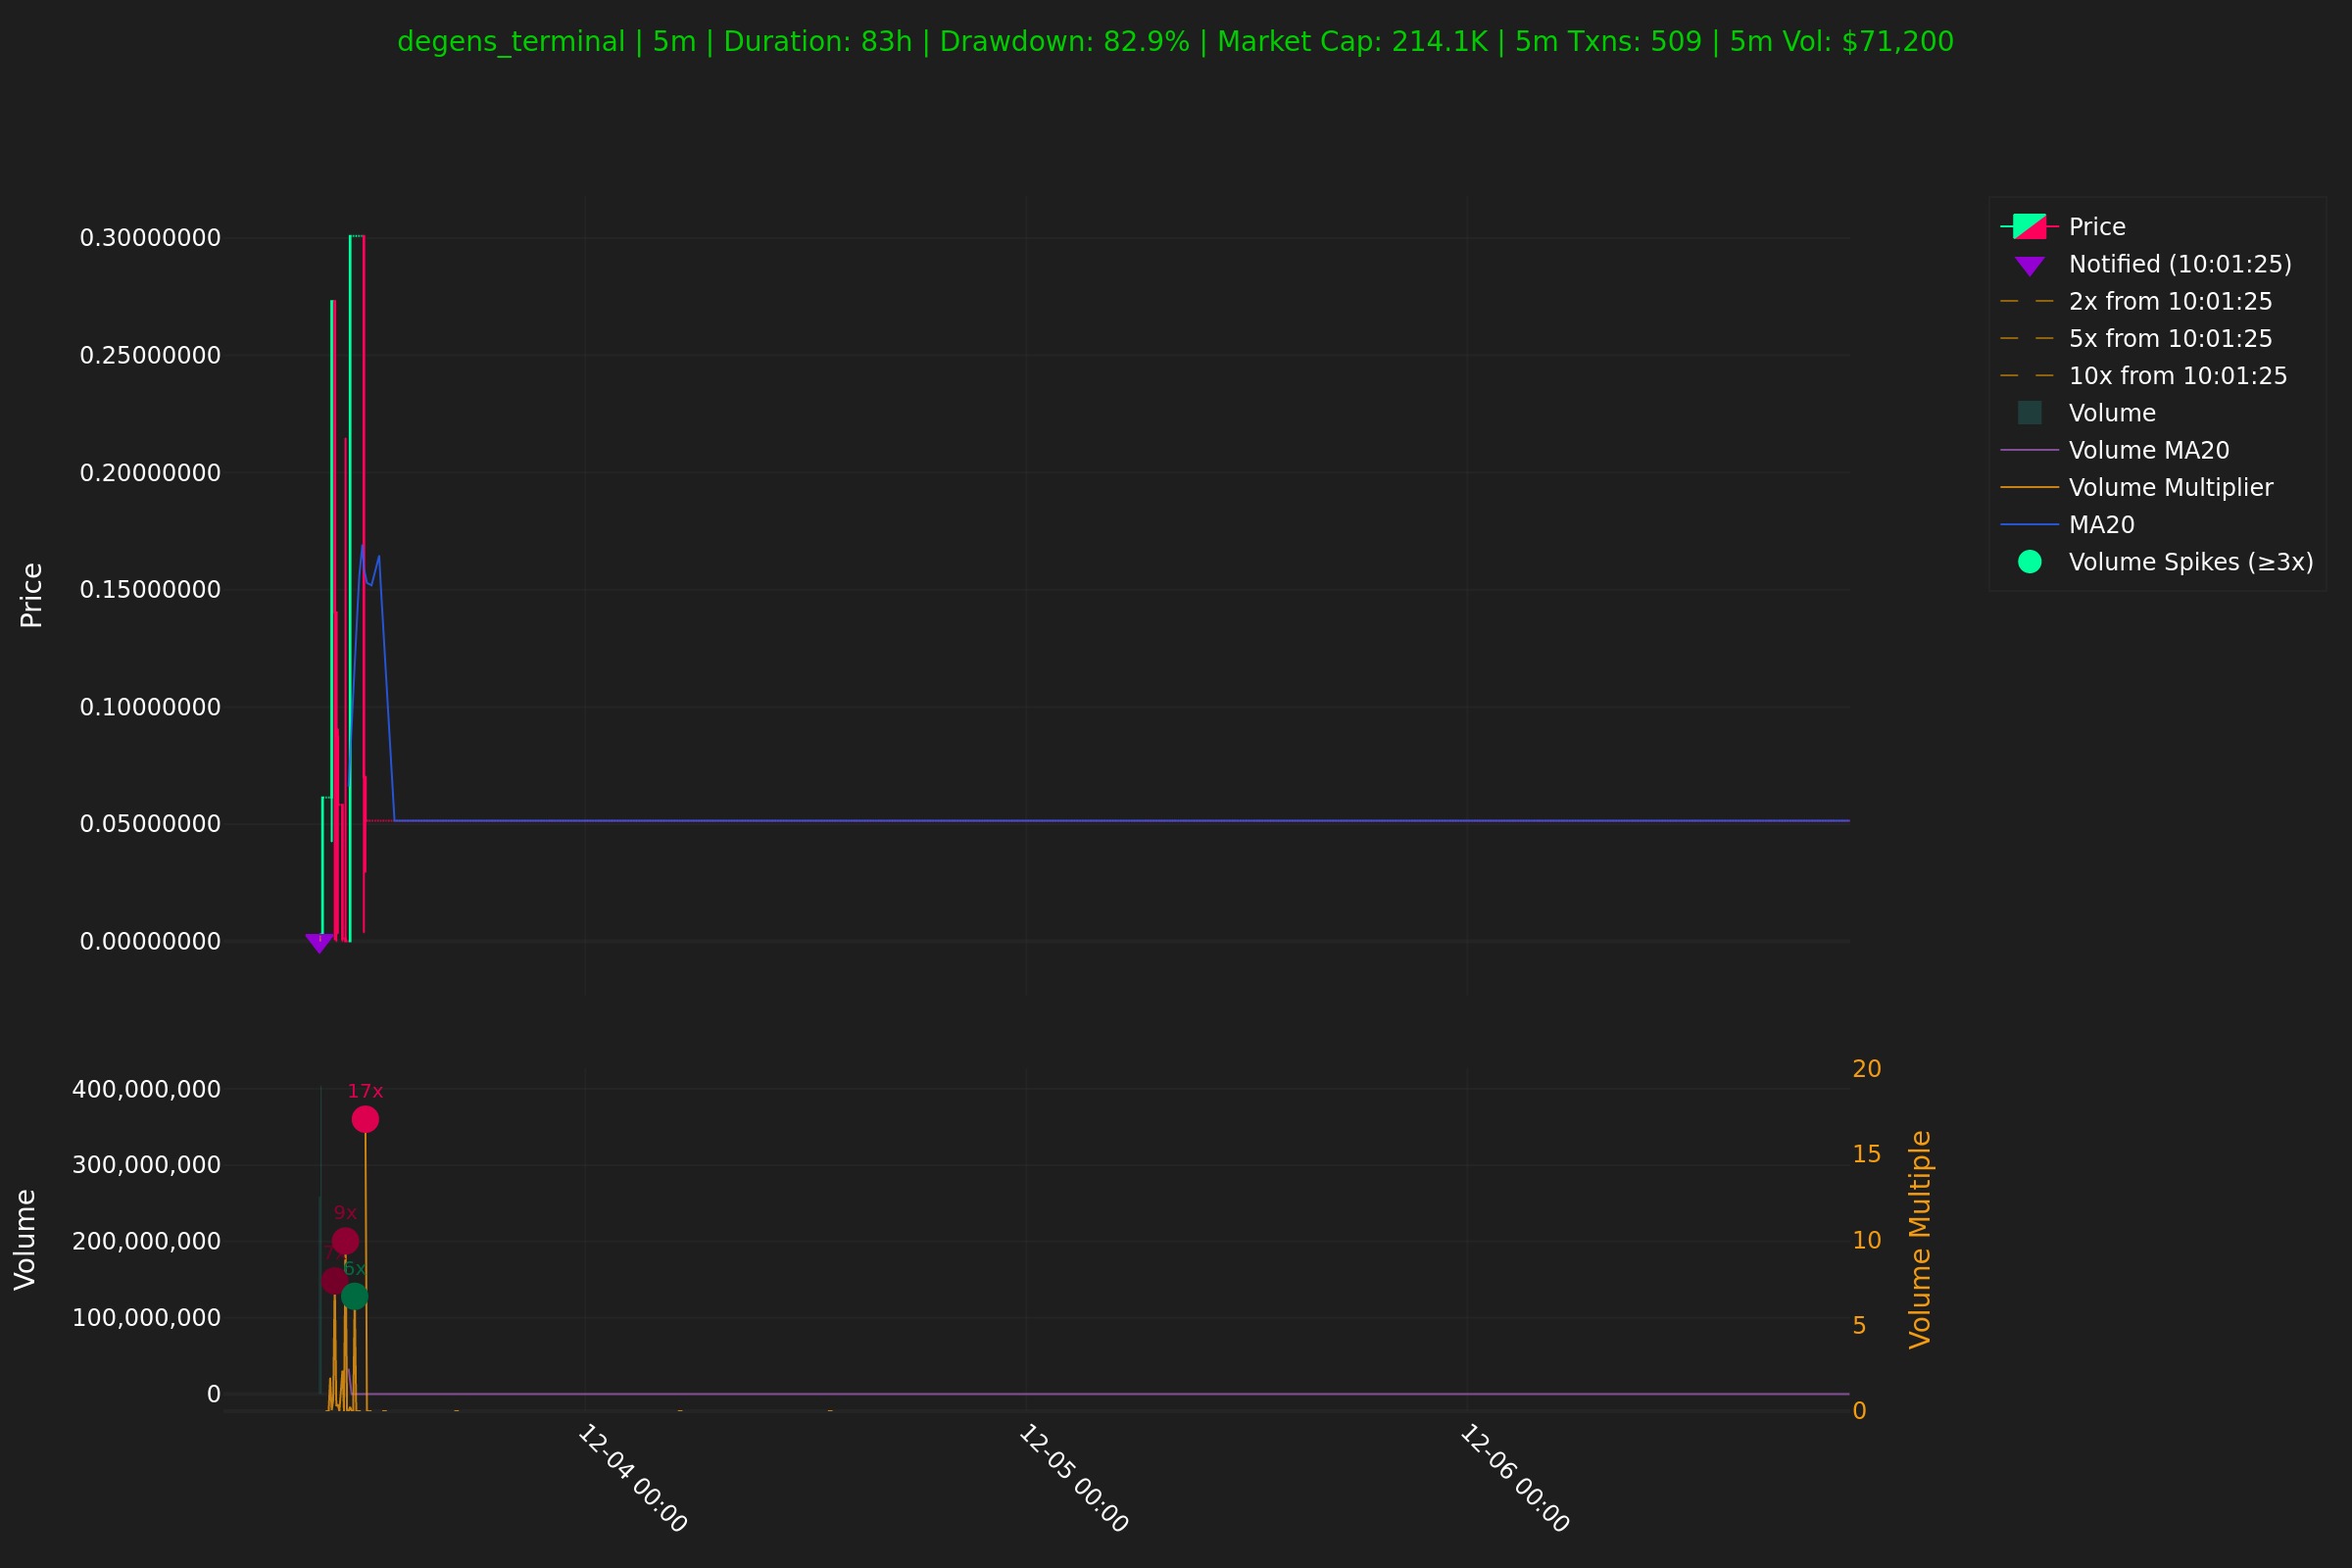 degens_terminal | 5m | Duration: 83h | Drawdown: 82.9% | Market Cap: 214.1K | 5m Txns: 509 | 5m Vol: $71,200
Price
0.30000000
0.25000000
0.20000000
0.15000000
0.10000000
0.05000000
0.00000000
Price
Notified (10:01:25)
2x from 10:01:25
5x from 10:01:25
10x from 10:01:25
Volume
Volume MA20
Volume Multiplier
MA20
Volume Spikes (≥3x)
Volume
400,000,000
300,000,000
200,000,000
100,000,000
0
17x
9x
6x
20
15
10
5
0
Volume Multiple
12-04 00:00
12-05 00:00
12-06 00:00